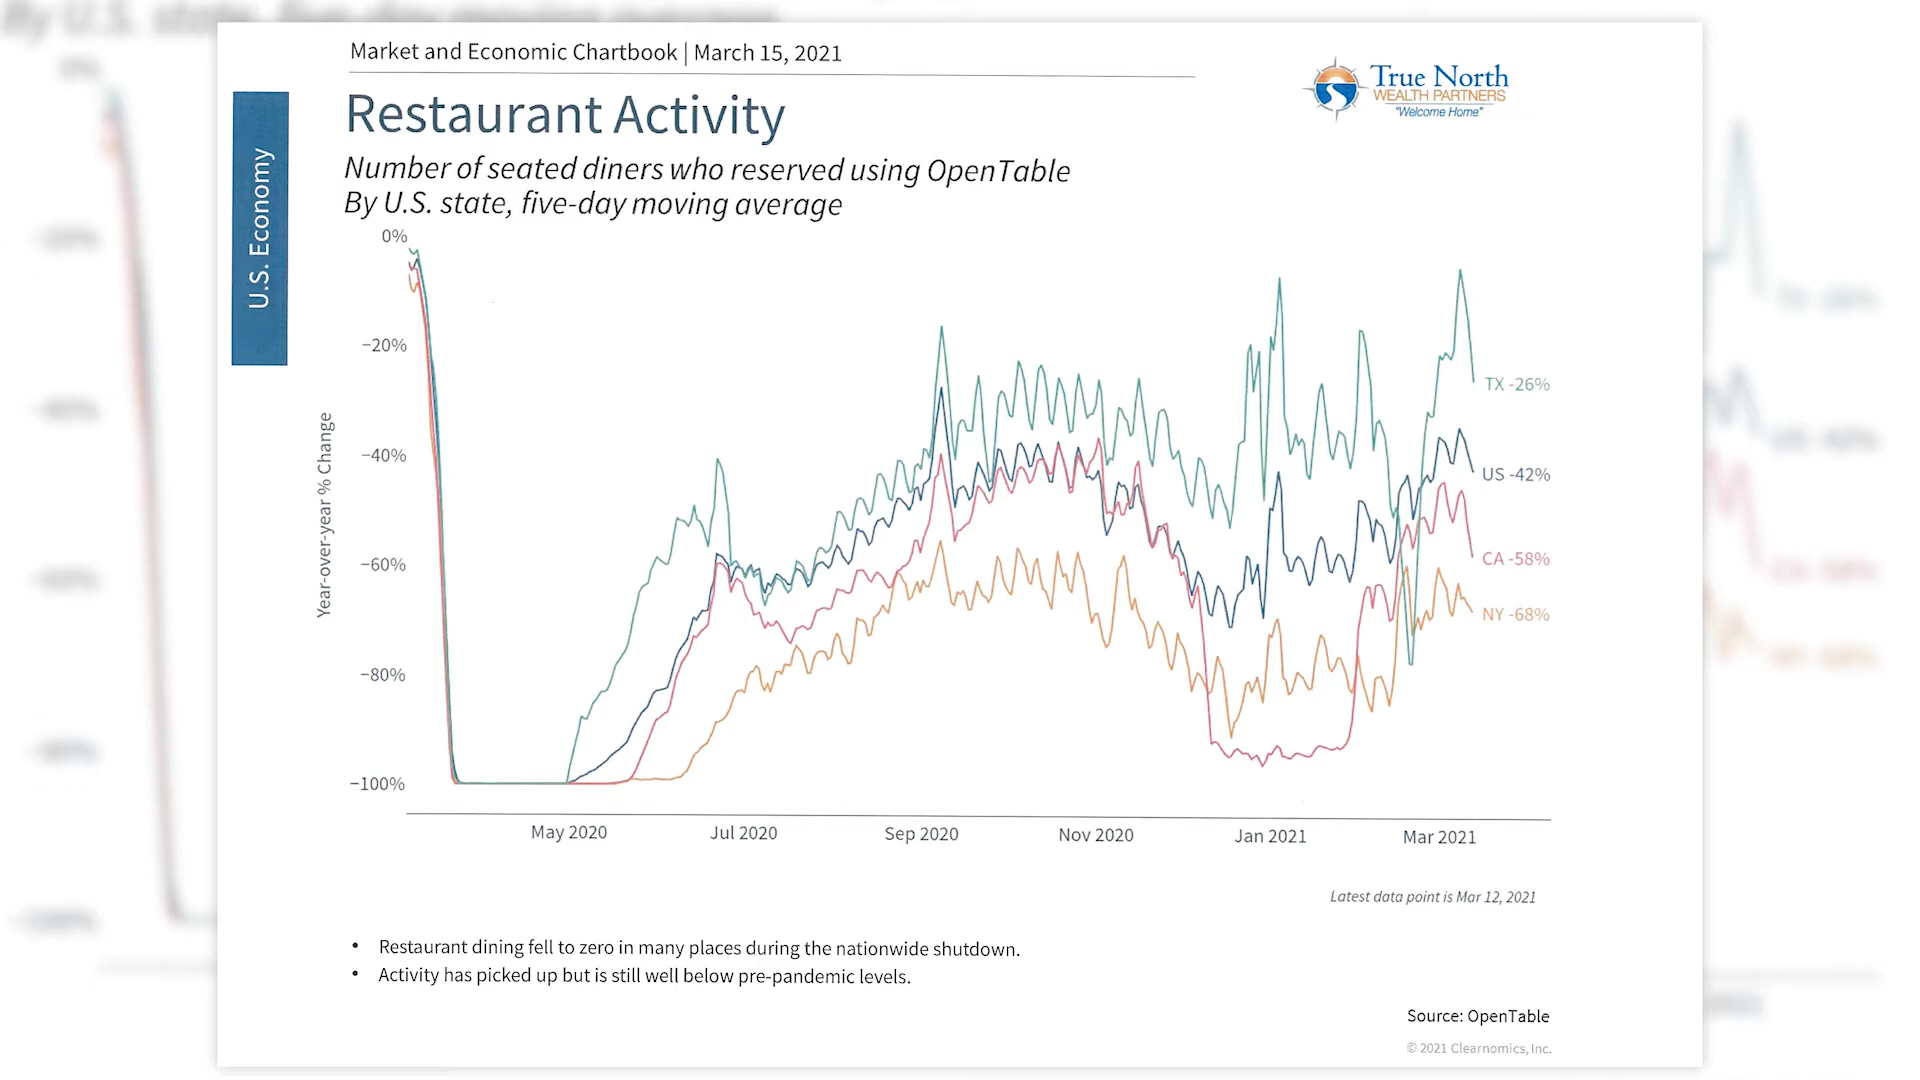 Market and Economic Chartbook | March 15, 2021
True North
WEALTH PARTNERS
"Welcome Home"
U.S. Economy
Restaurant Activity
Number of seated diners who reserved using OpenTable
By U.S. state, five-day moving average
Year-over-year % Change
0%
−20%
−40%
−60%
−80%
−100%
TX -26%
US -42%
CA -58%
NY -68%
May 2020
Jul 2020
Sep 2020
Nov 2020
Jan 2021
Mar 2021
Latest data point is Mar 12, 2021
• Restaurant dining fell to zero in many places during the nationwide shutdown.
• Activity has picked up but is still well below pre-pandemic levels.
Source: OpenTable
© 2021 Clearnomics, Inc.